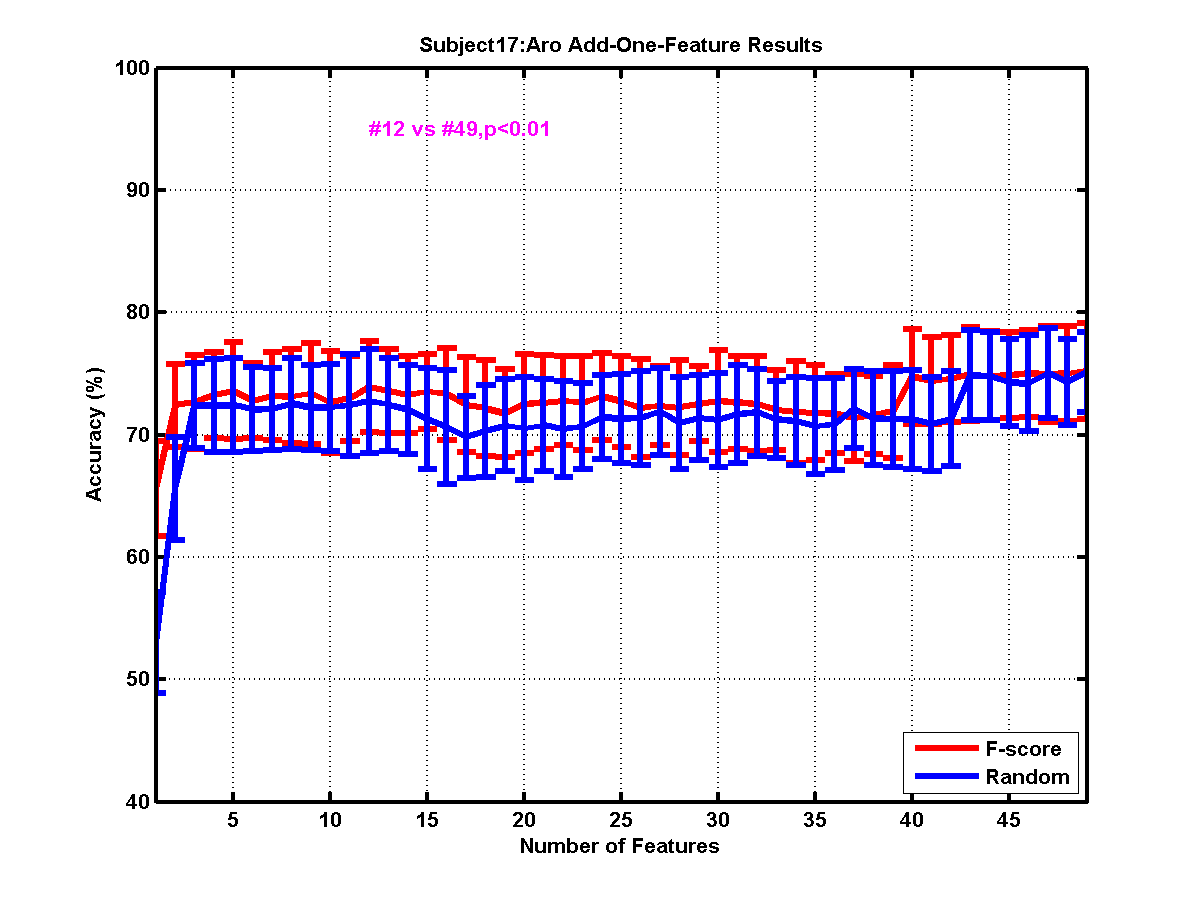 Subject17:Aro Add-One-Feature Results
100
90
80
70
60
50
40
#12 vs #49,p<0.01
Accuracy (%)
F-score
Random
5 10 15 20 25 30 35 40 45
Number of Features